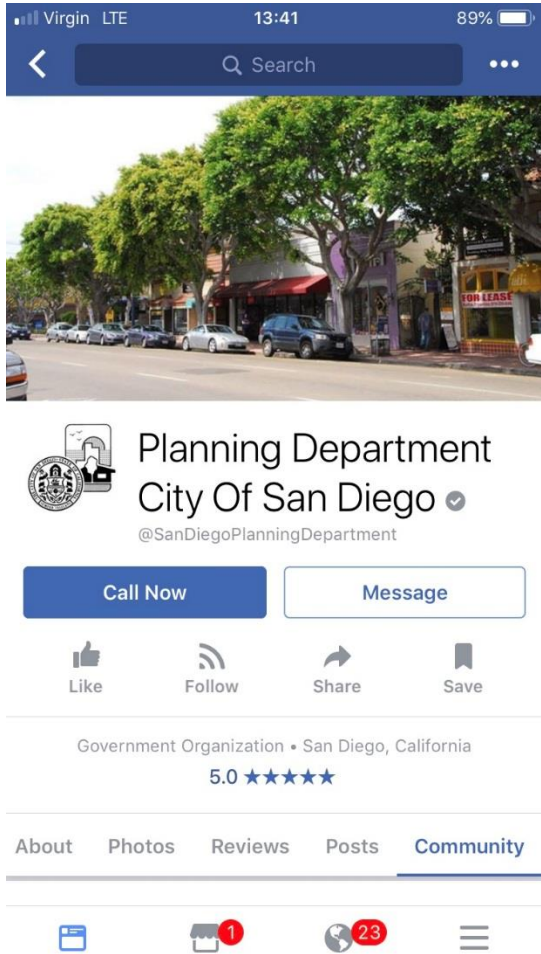 Virgin LTE 13:41 89%
Search
FOR LEASE
Planning Department
City Of San Diego
@SanDiegoPlanningDepartment
Call Now Message
Like Follow Share Save
Government Organization • San Diego, California
5.0 ★★★★★
About Photos Reviews Posts Community
1 23